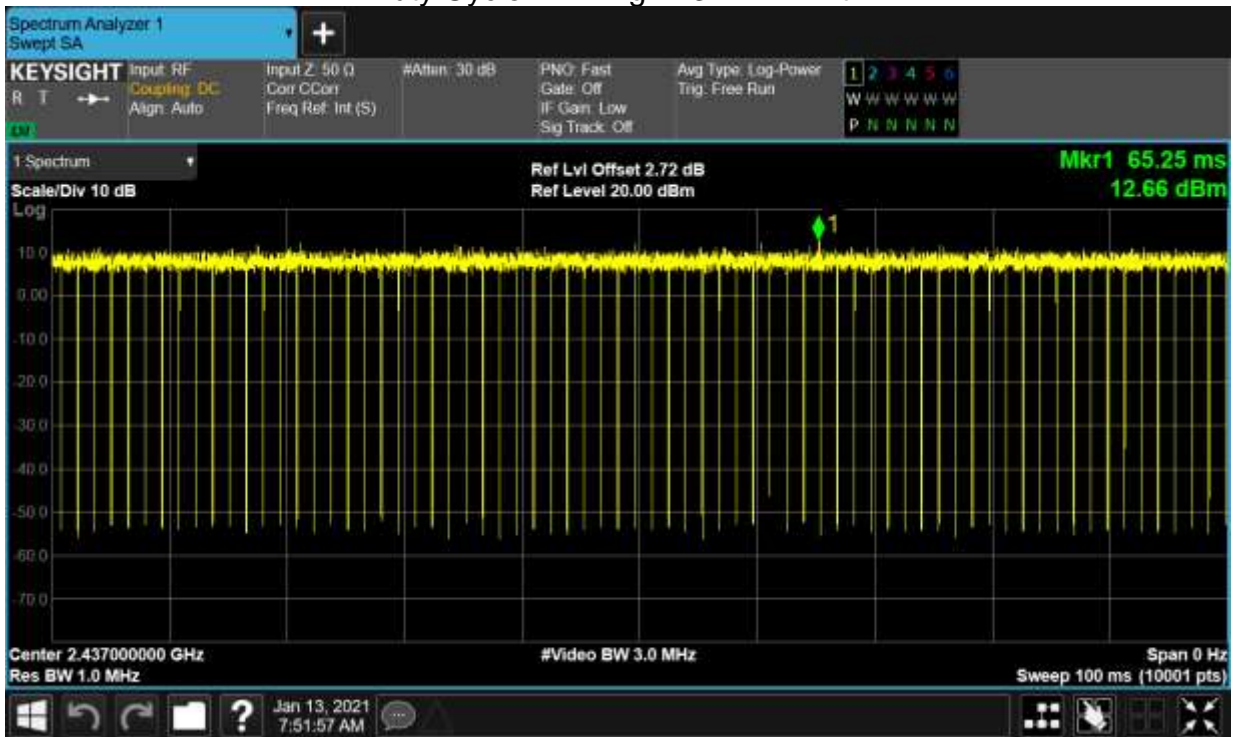 Spectrum Analyzer 1
Swept SA
+
KEYSIGHT
R T
Input: RF
Coupling: DC
Align: Auto
Input Z: 50 Ω
Corr CCorr
Freq Ref: Int (S)
#Atten: 30 dB
PNO: Fast
Gate: Off
IF Gain: Low
Sig Track: Off
Avg Type: Log-Power
Trig: Free Run
1 2 3 4 5 6
W W W W W W
P N N N N N
1 Spectrum
Scale/Div 10 dB
Log
Ref Lvl Offset 2.72 dB
Ref Level 20.00 dBm
Mkr1 65.25 ms
12.66 dBm
1
10.0
0.00
-10.0
-20.0
-30.0
-40.0
-50.0
-60.0
-70.0
Center 2.437000000 GHz
Res BW 1.0 MHz
#Video BW 3.0 MHz
Span 0 Hz
Sweep 100 ms (10001 pts)
?
Jan 13, 2021
7:51:57 AM